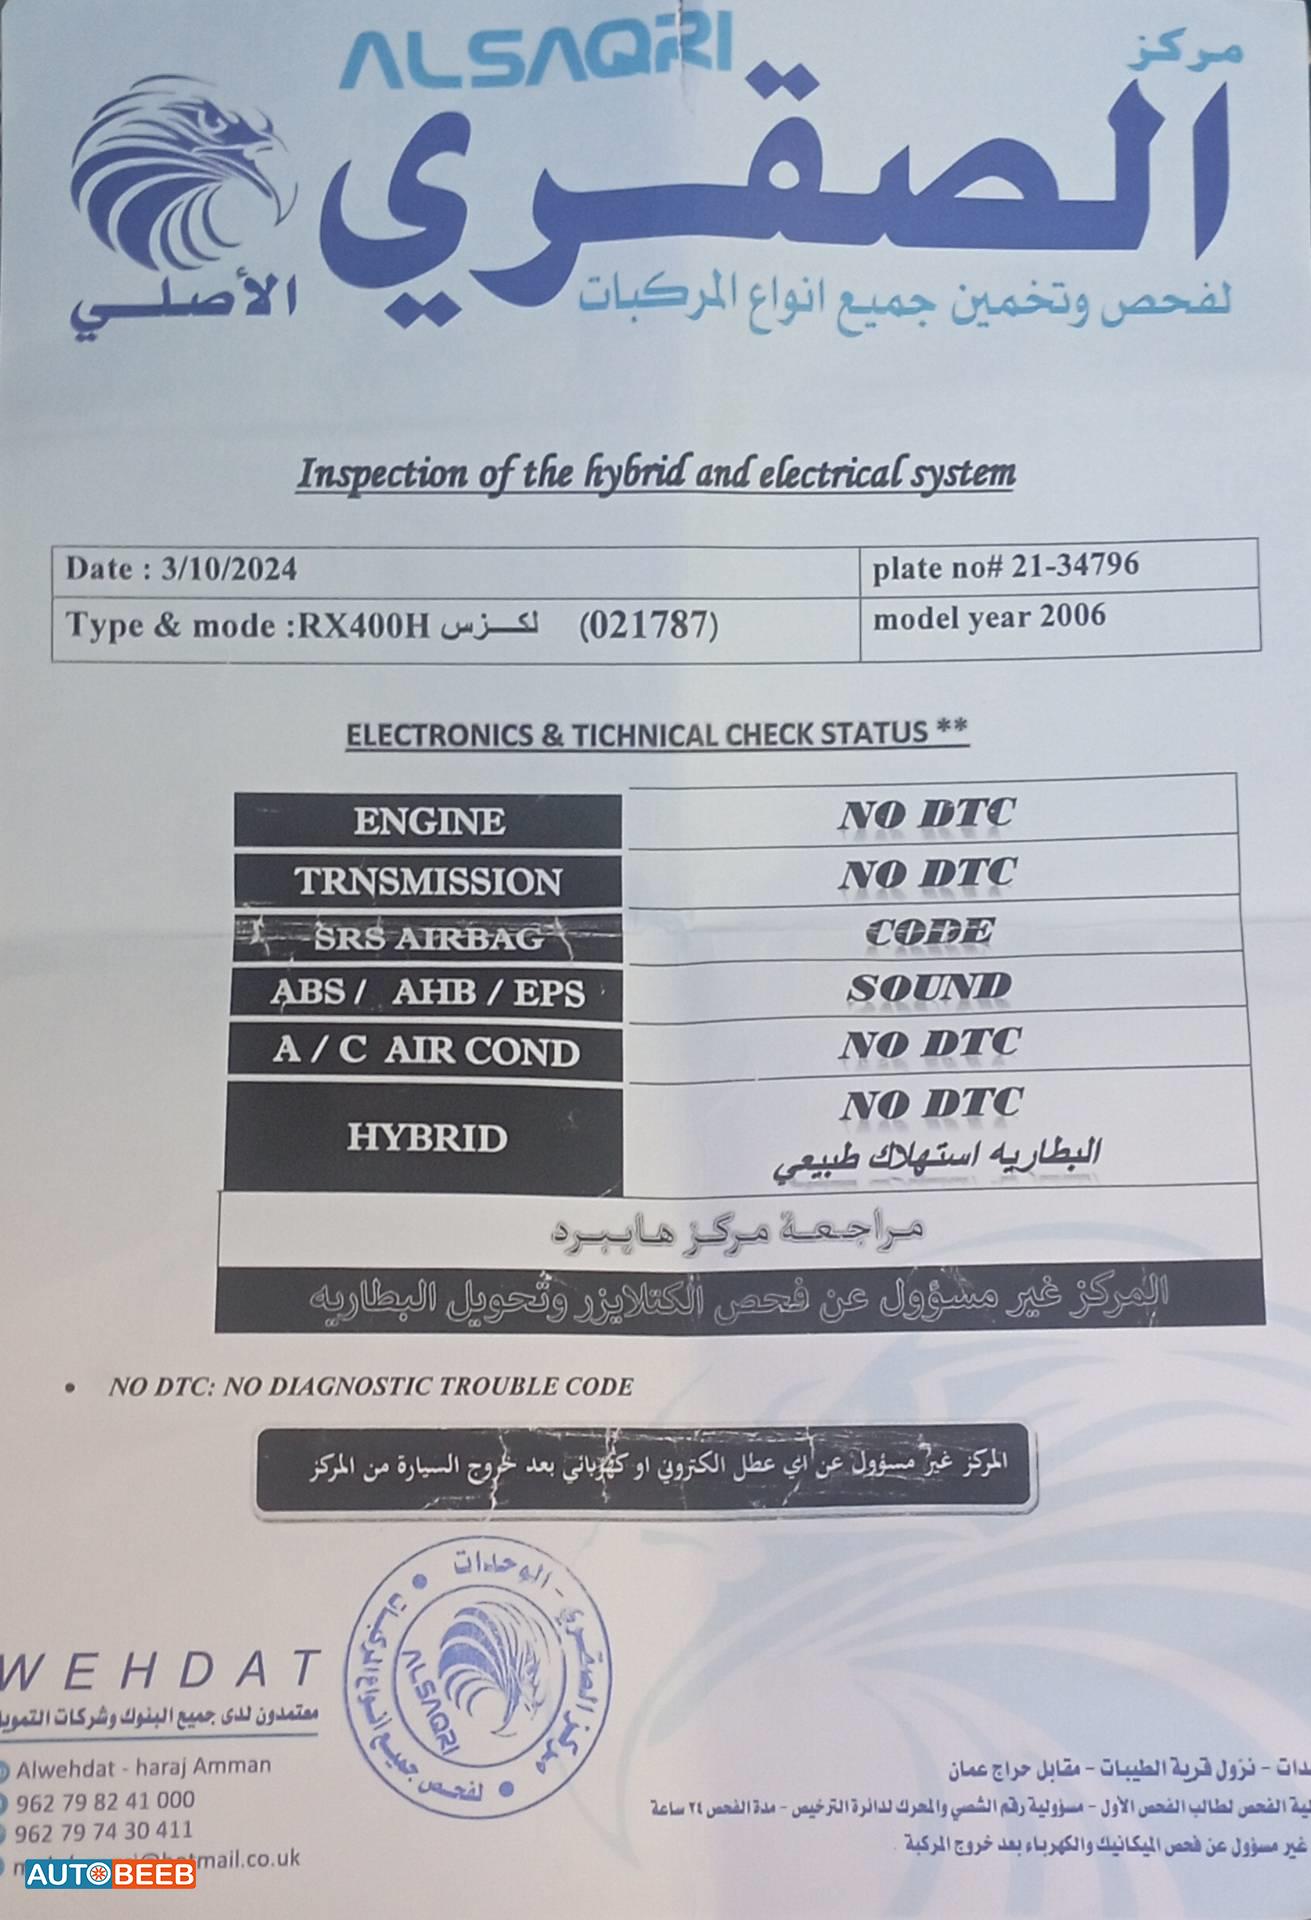 ALSAQRI
مركز
الصقري
الأصلي
لفحص وتخمين جميع انواع المركبات
Inspection of the hybrid and electrical system
Date : 3/10/2024
plate no# 21-34796
Type & mode :RX400H لكزس (021787)
model year 2006
ELECTRONICS & TICHNICAL CHECK STATUS **
ENGINE NO DTC
TRNSMISSION NO DTC
SRS AIRBAG CODE
ABS / AHB / EPS SOUND
A / C AIR COND NO DTC
HYBRID NO DTC
البطاريه استهلاك طبيعي
مراجعة مركز هايبرد
المركز غير مسؤول عن فحص الكتلايزر وتحويل البطاريه
• NO DTC: NO DIAGNOSTIC TROUBLE CODE
المركز غير مسؤول عن اي عطل الكتروني او كهربائي بعد خروج السيارة من المركز
مركز الصقري - الوحدات
لفحص جميع انواع المركبات
ALSAQRI
WEHDAT
معتمدون لدى جميع البنوك وشركات
Alwehdat - haraj Amman
962 79 82 41 000
962 79 74 30 411
mail.co.uk
- نزول قرية الطيبات - مقابل حراج عمان
الفحص لطالب الفحص الأول - مسؤولية رقم الشصي والمحرك لدائرة الترخيص - مدة الفحص ٢٤ ساعة
غير مسؤول عن فحص الميكانيك والكهرباء بعد خروج المركبة
AUTOBEEB